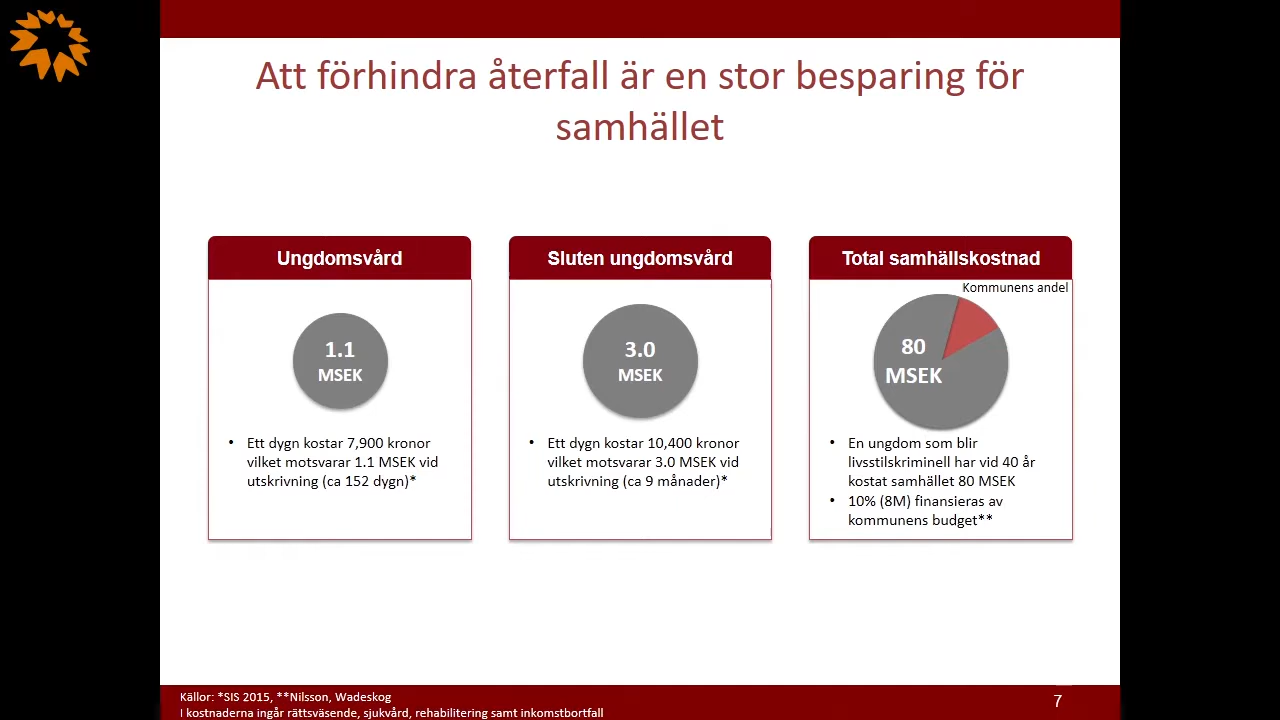 Att förhindra återfall är en stor besparing för
samhället
Ungdomsvård
1.1
MSEK
• Ett dygn kostar 7,900 kronor
vilket motsvarar 1.1 MSEK vid
utskrivning (ca 152 dygn)*
Sluten ungdomsvård
3.0
MSEK
• Ett dygn kostar 10,400 kronor
vilket motsvarar 3.0 MSEK vid
utskrivning (ca 9 månader)*
Total samhällskostnad
Kommunens andel
80
MSEK
• En ungdom som blir
livsstilskriminell har vid 40 år
kostat samhället 80 MSEK
• 10% (8M) finansieras av
kommunens budget**
Källor: *SIS 2015, **Nilsson, Wadeskog
I kostnaderna ingår rättsväsende, sjukvård, rehabilitering samt inkomstbortfall
7